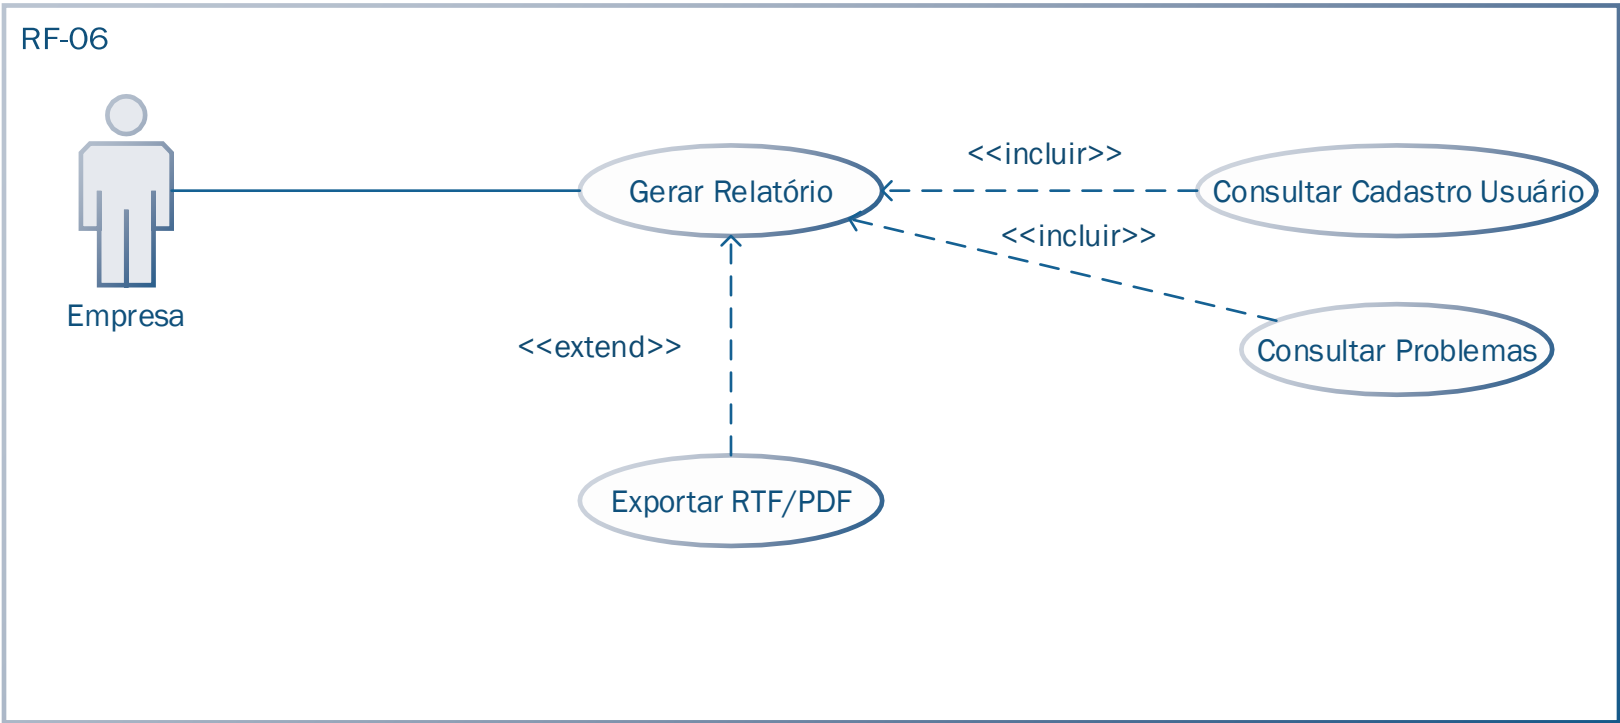 RF-06
<<incluir>>
Gerar Relatório
Consultar Cadastro Usuário
<<incluir>>
Empresa
<<extend>>
Consultar Problemas
Exportar RTF/PDF